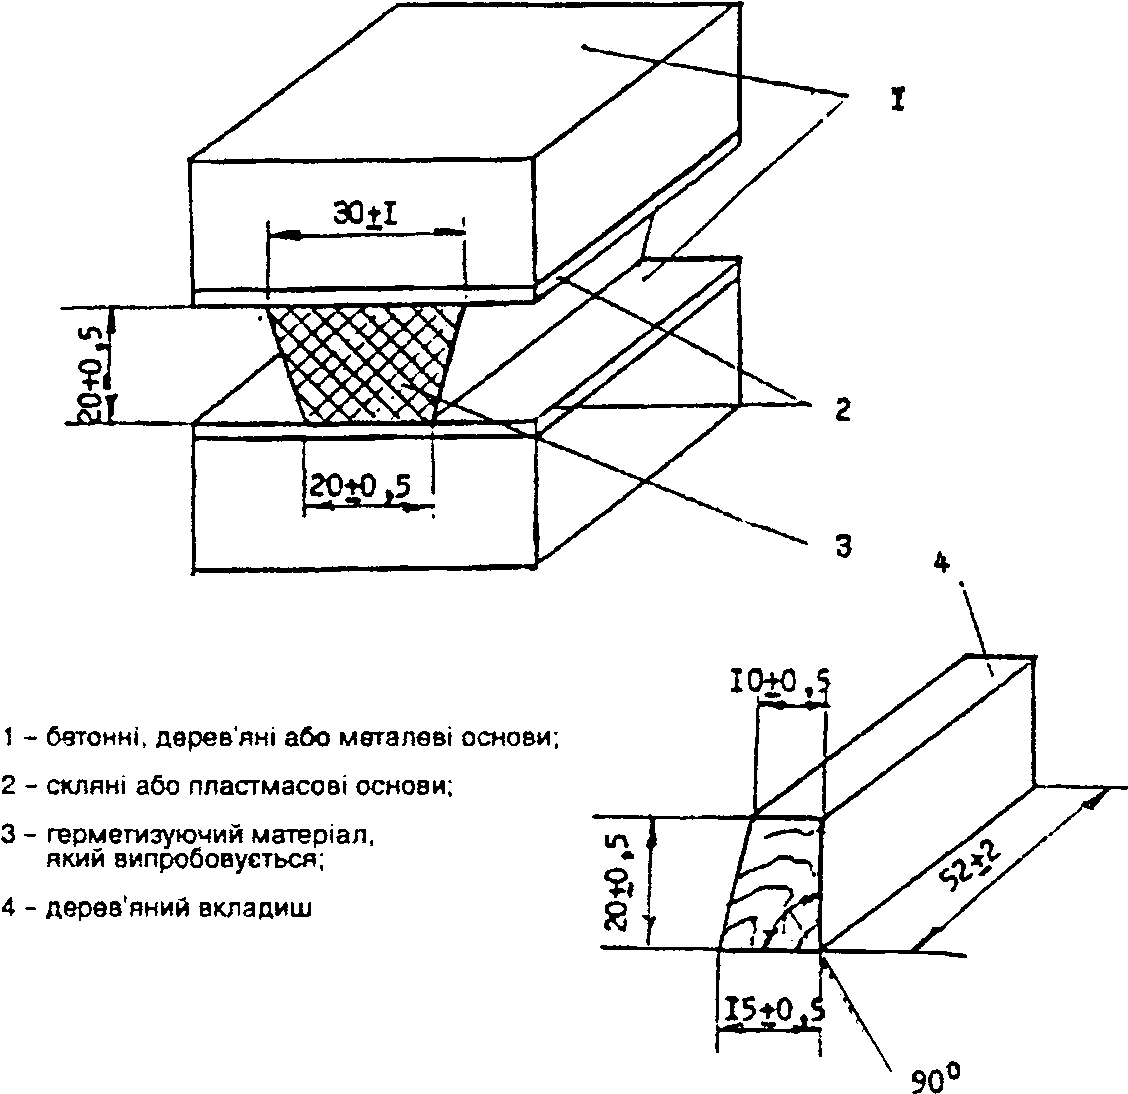 I
30±I
20±0,5
2
20±0,5
3
4
I0±0,5
1 – бетонні, дерев'яні або металеві основи;
2 – скляні або пластмасові основи;
3 – герметизуючий матеріал,
який випробовується;
4 – дерев'яний вкладиш
20±0,5
52±2
I5±0,5
90°